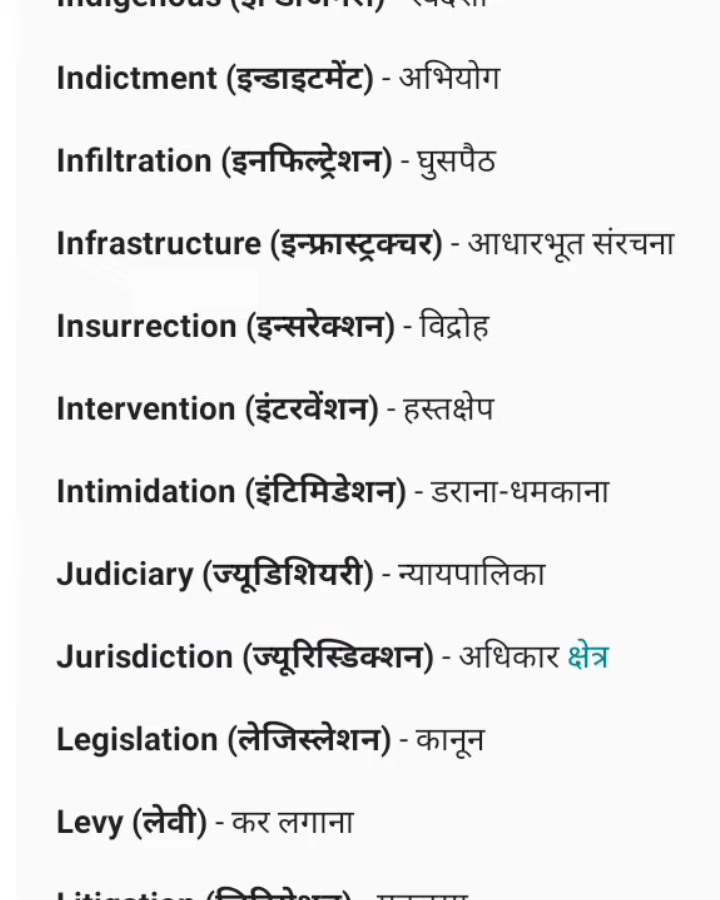 Indictment (इन्डाइटमेंट) - अभियोग
Infiltration (इनफिल्ट्रेशन) - घुसपैठ
Infrastructure (इन्फ्रास्ट्रक्चर) - आधारभूत संरचना
Insurrection (इन्सरेक्शन) - विद्रोह
Intervention (इंटरवेंशन) - हस्तक्षेप
Intimidation (इंटिमिडेशन) - डराना-धमकाना
Judiciary (ज्यूडिशियरी) - न्यायपालिका
Jurisdiction (ज्यूरिस्डिक्शन) - अधिकार क्षेत्र
Legislation (लेजिस्लेशन) - कानून
Levy (लेवी) - कर लगाना